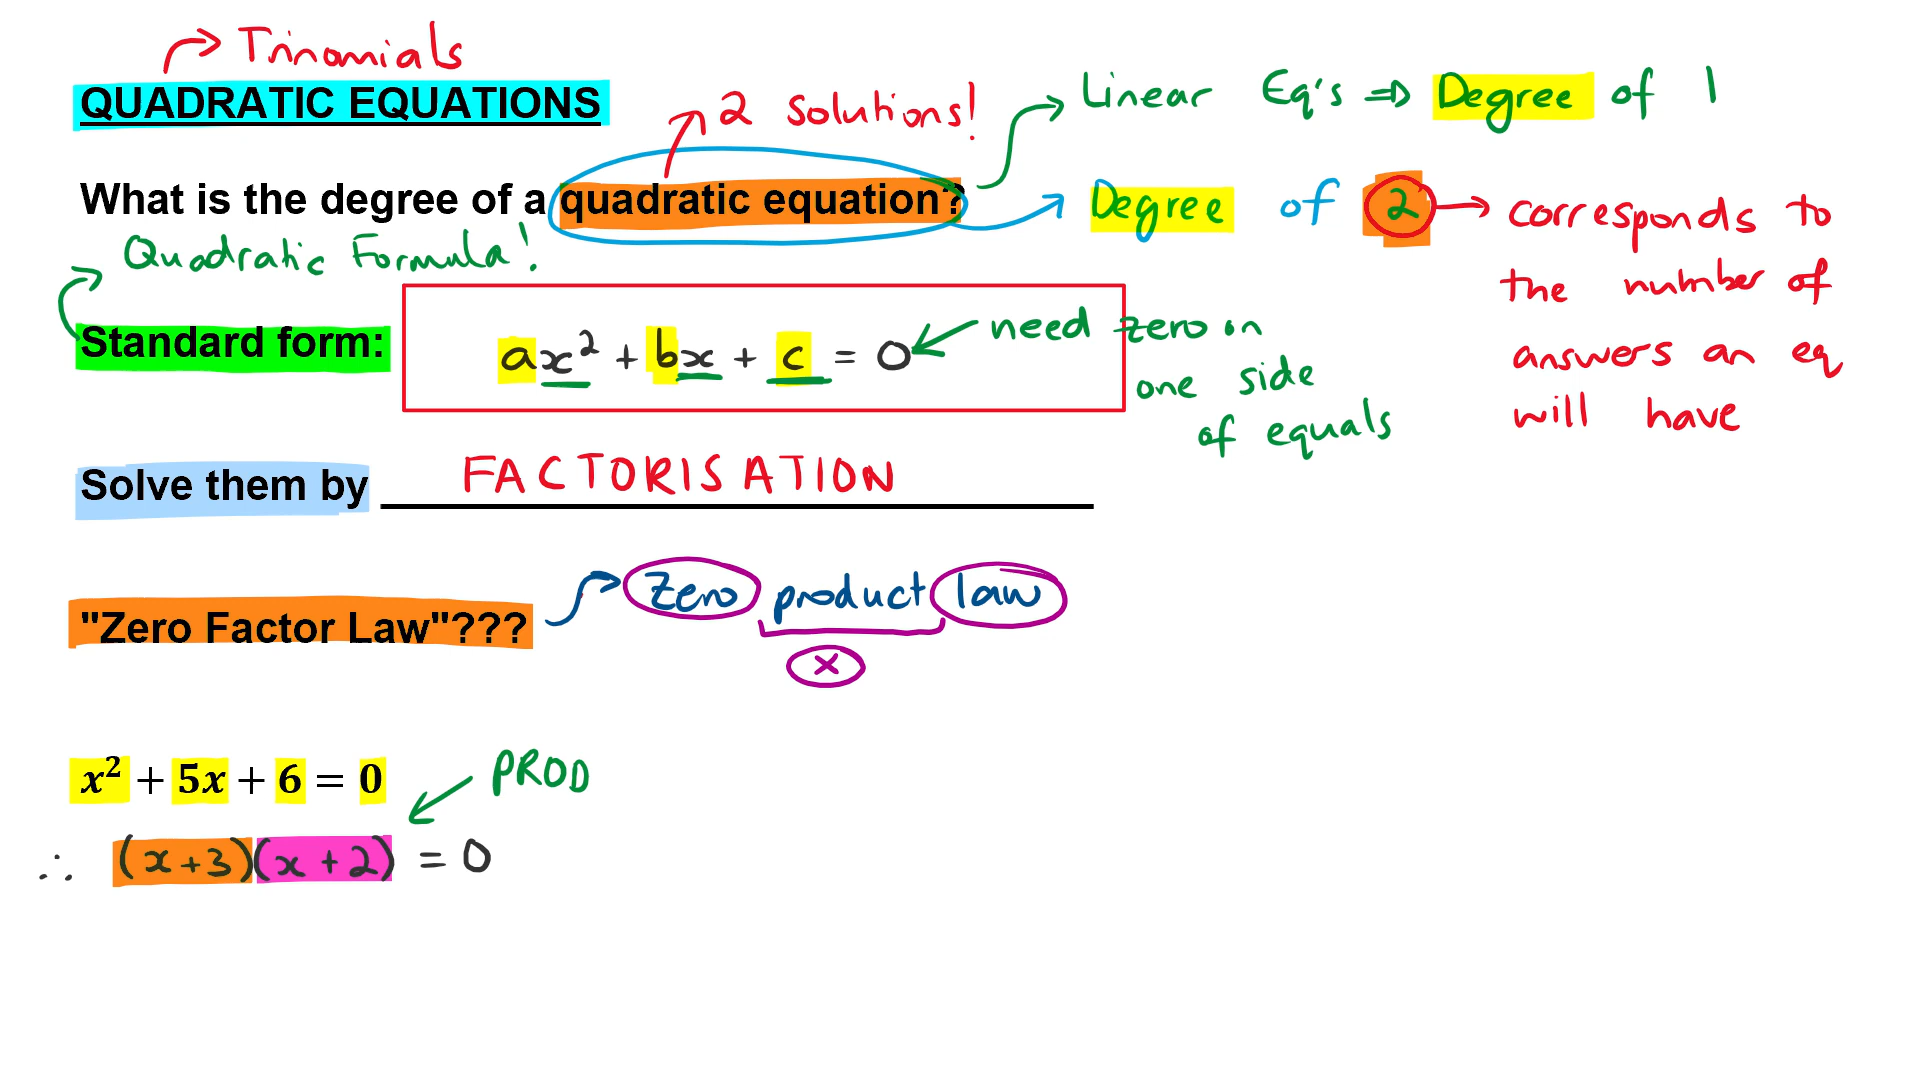 Trinomials
QUADRATIC EQUATIONS
2 solutions!
Linear Eq's ⇒ Degree of 1
What is the degree of a quadratic equation?
Degree of 2
corresponds to
the number of
answers an eq
will have
Quadratic Formula!
Standard form:
ax² + bx + c = 0
need zero on
one side
of equals
Solve them by FACTORISATION
"Zero Factor Law"???
Zero product law
×
x² + 5x + 6 = 0
PROD
∴ (x+3)(x+2) = 0